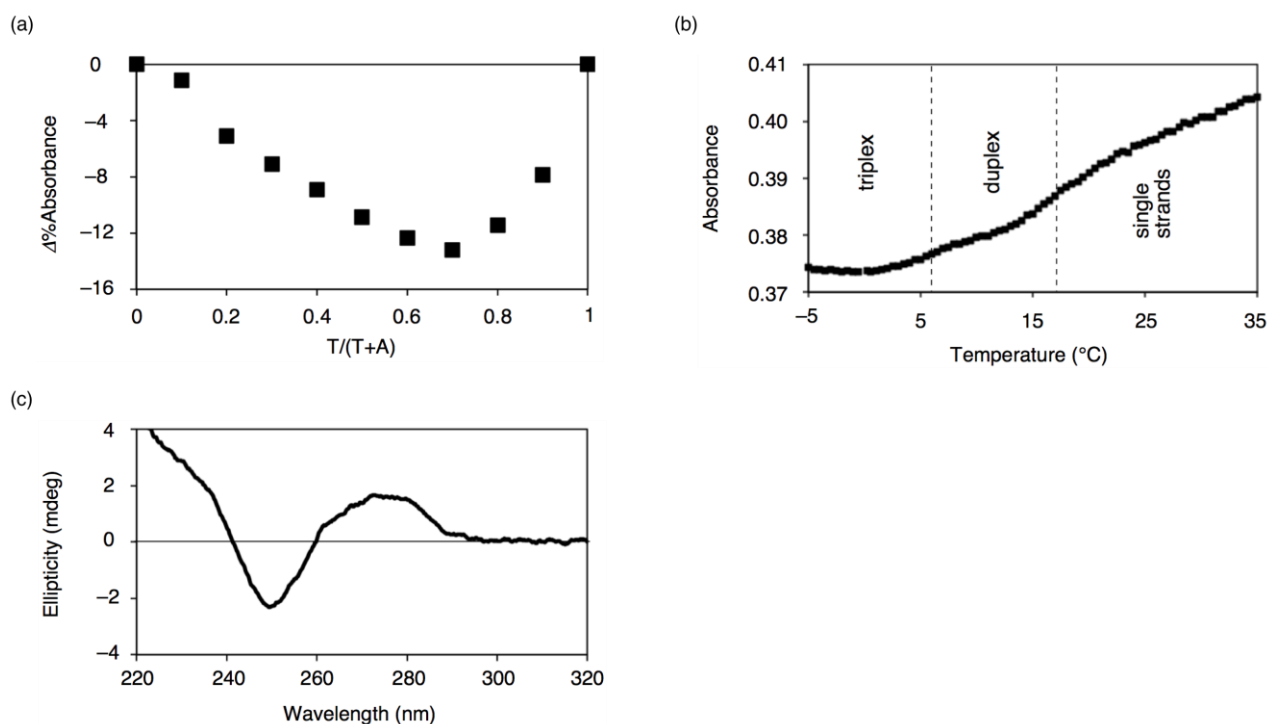 (a)
0
−4
−8
−12
−16
Δ%Absorbance
0 0.2 0.4 0.6 0.8 1
T/(T+A)
(b)
0.41
0.40
0.39
0.38
0.37
Absorbance
triplex
duplex
single
strands
−5 5 15 25 35
Temperature (°C)
(c)
4
2
0
−2
−4
Ellipticity (mdeg)
220 240 260 280 300 320
Wavelength (nm)